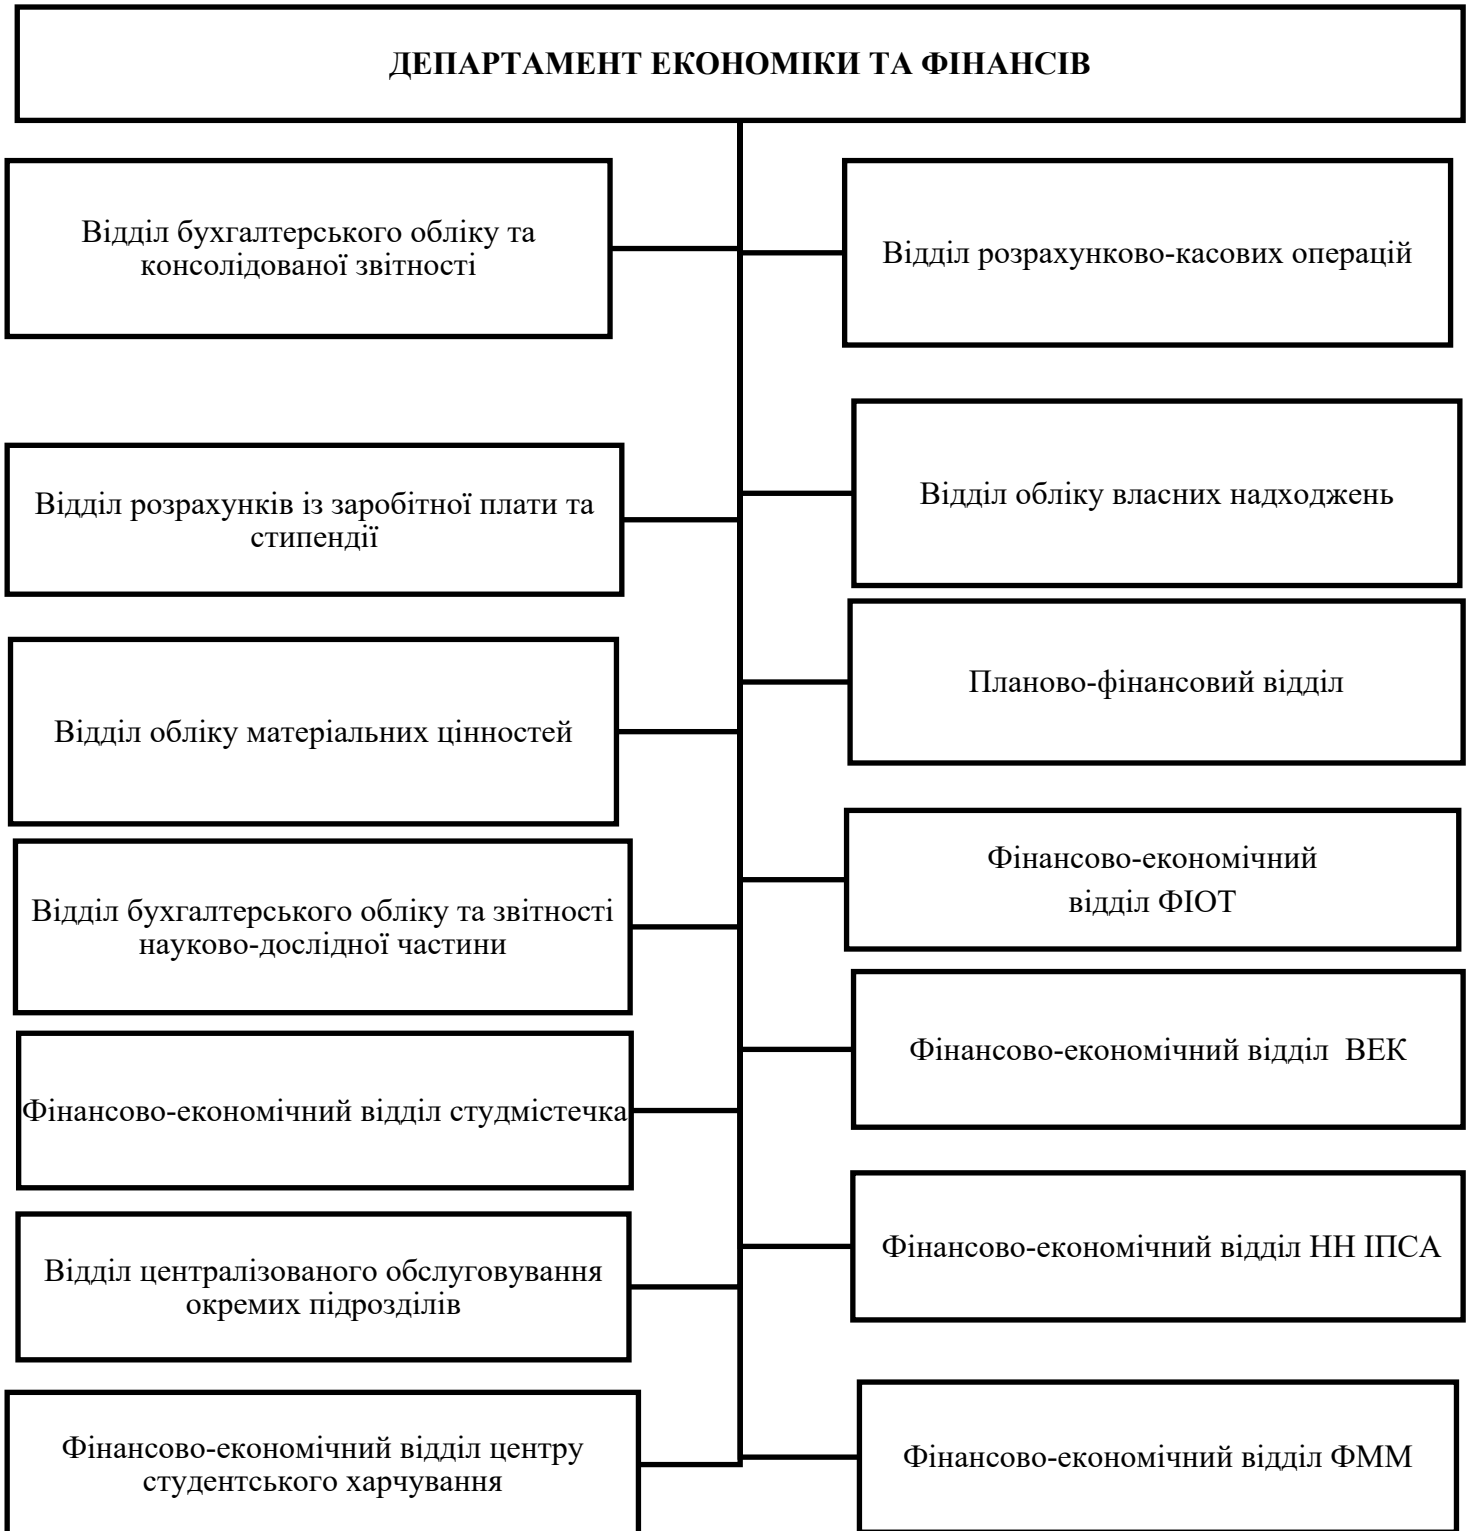 ДЕПАРТАМЕНТ ЕКОНОМІКИ ТА ФІНАНСІВ
Відділ бухгалтерського обліку та
консолідованої звітності
Відділ розрахунково-касових операцій
Відділ розрахунків із заробітної плати та
стипендії
Відділ обліку власних надходжень
Відділ обліку матеріальних цінностей
Планово-фінансовий відділ
Відділ бухгалтерського обліку та звітності
науково-дослідної частини
Фінансово-економічний
відділ ФІОТ
Фінансово-економічний відділ студмістечка
Фінансово-економічний відділ  ВЕК
Відділ централізованого обслуговування
окремих підрозділів
Фінансово-економічний відділ НН ІПСА
Фінансово-економічний відділ центру
студентського харчування
Фінансово-економічний відділ ФММ